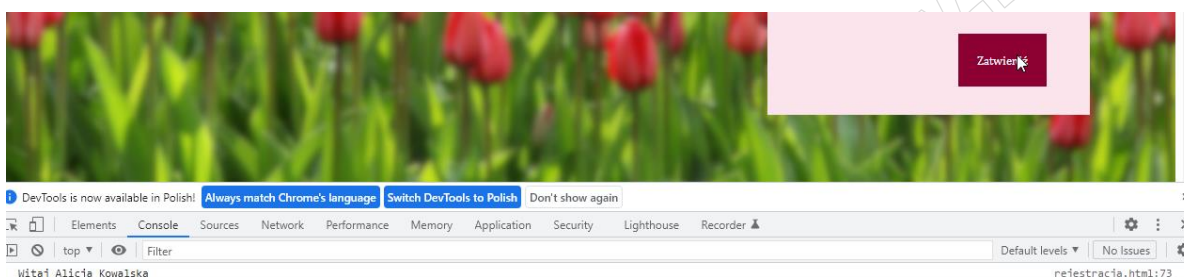 Zatwierdź
DevTools is now available in Polish! Always match Chrome's language Switch DevTools to Polish Don't show again
Elements Console Sources Network Performance Memory Application Security Lighthouse Recorder
top Filter Default levels No Issues
Witaj Alicja Kowalska rejestracja.html:73